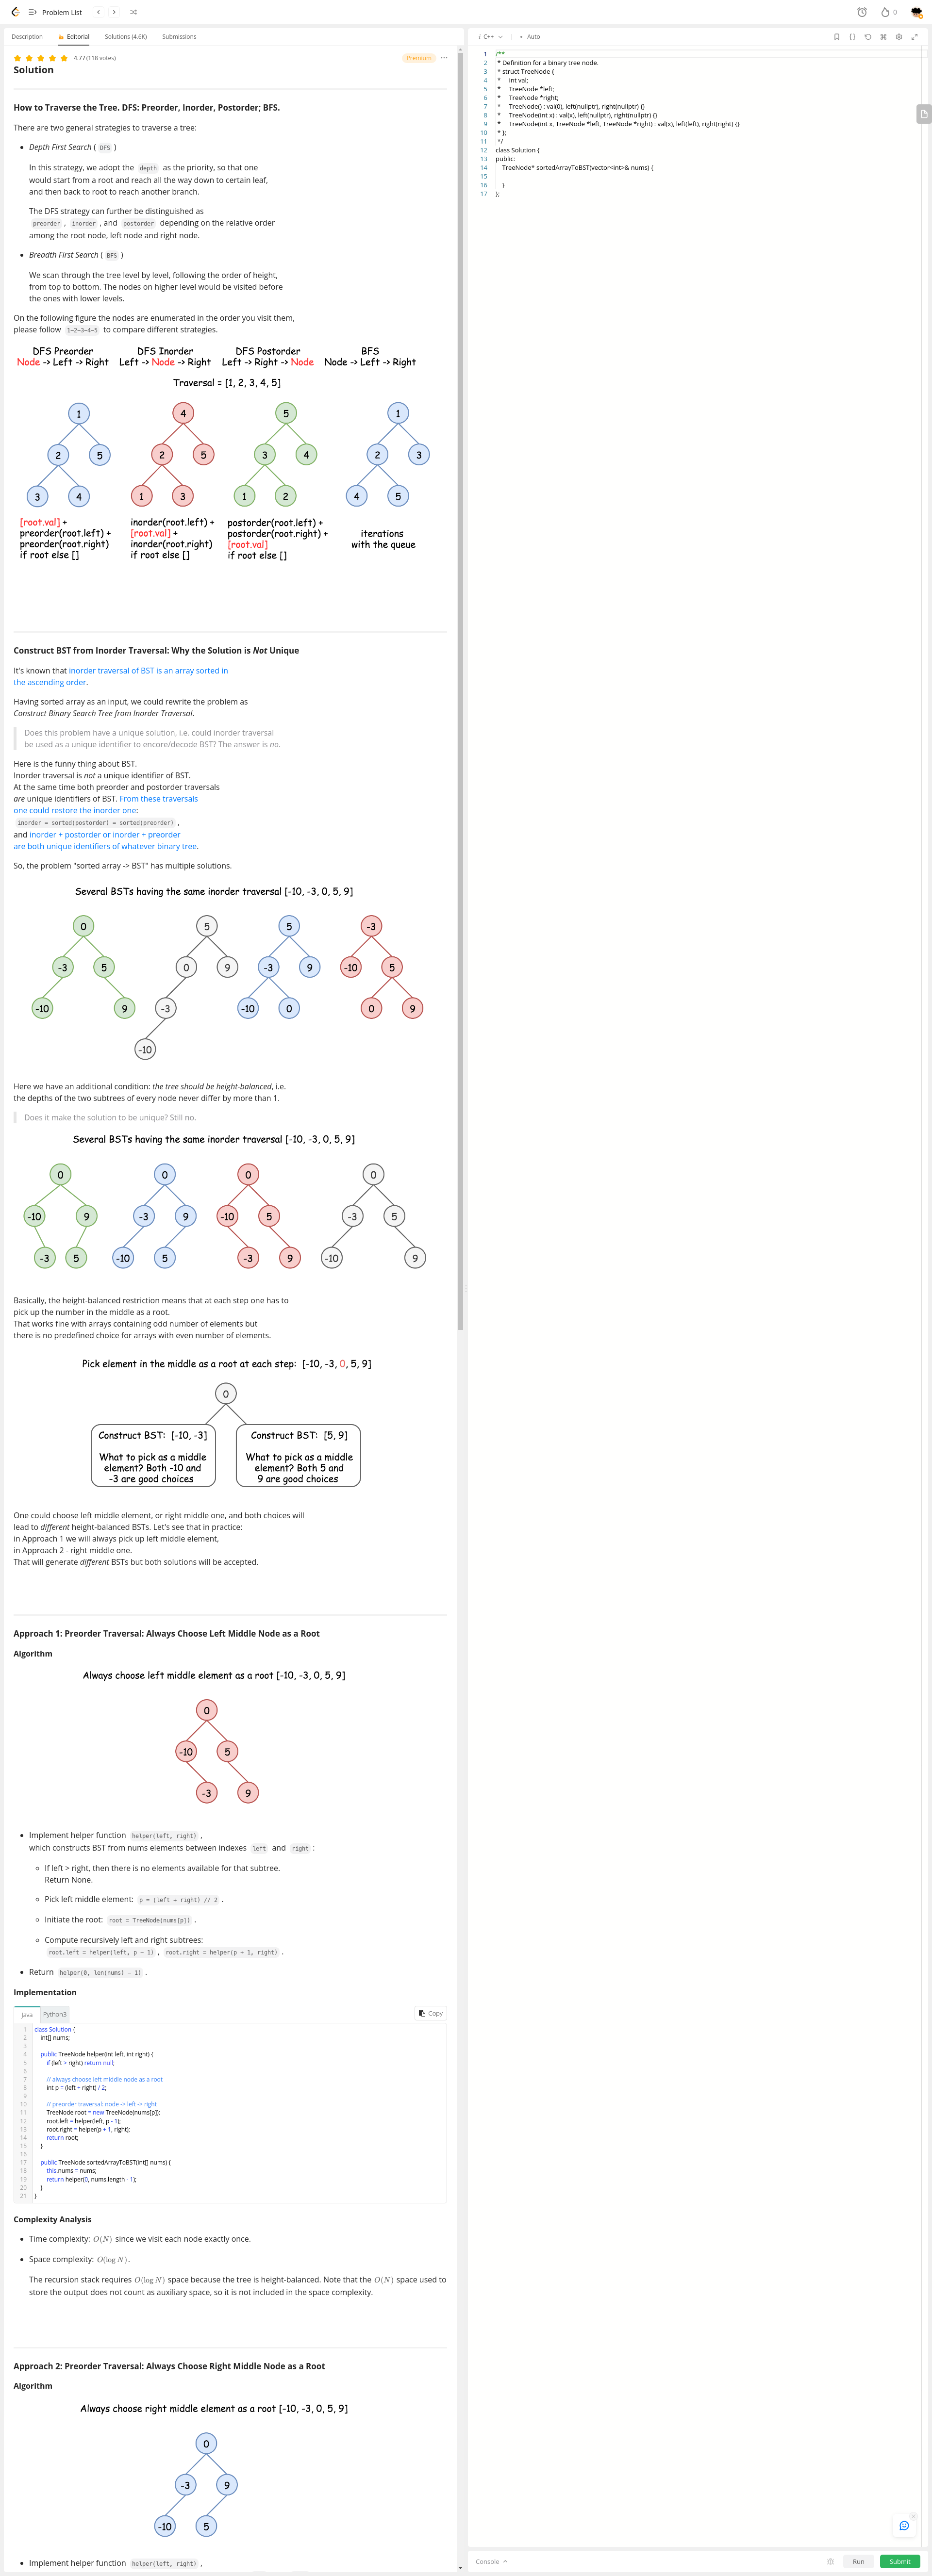 Problem List
0
Description
Editorial
Solutions (4.6K)
Submissions
4.77 (118 votes)
Premium
Solution
How to Traverse the Tree. DFS: Preorder, Inorder, Postorder; BFS.
There are two general strategies to traverse a tree:
Depth First Search ( DFS )
In this strategy, we adopt the depth as the priority, so that one
would start from a root and reach all the way down to certain leaf,
and then back to root to reach another branch.
The DFS strategy can further be distinguished as
preorder , inorder , and postorder depending on the relative order
among the root node, left node and right node.
Breadth First Search ( BFS )
We scan through the tree level by level, following the order of height,
from top to bottom. The nodes on higher level would be visited before
the ones with lower levels.
On the following figure the nodes are enumerated in the order you visit them,
please follow 1-2-3-4-5 to compare different strategies.
DFS Preorder
Node -> Left -> Right
DFS Inorder
Left -> Node -> Right
DFS Postorder
Left -> Right -> Node
BFS
Node -> Left -> Right
Traversal = [1, 2, 3, 4, 5]
1
2 5
3 4
4
2 5
1 3
5
3 4
1 2
1
2 3
4 5
[root.val] +
preorder(root.left) +
preorder(root.right)
if root else []
inorder(root.left) +
[root.val] +
inorder(root.right)
if root else []
postorder(root.left) +
postorder(root.right) +
[root.val]
if root else []
iterations
with the queue
Construct BST from Inorder Traversal: Why the Solution is Not Unique
It's known that inorder traversal of BST is an array sorted in
the ascending order.
Having sorted array as an input, we could rewrite the problem as
Construct Binary Search Tree from Inorder Traversal.
Does this problem have a unique solution, i.e. could inorder traversal
be used as a unique identifier to encore/decode BST? The answer is no.
Here is the funny thing about BST.
Inorder traversal is not a unique identifier of BST.
At the same time both preorder and postorder traversals
are unique identifiers of BST. From these traversals
one could restore the inorder one:
inorder = sorted(postorder) = sorted(preorder) ,
and inorder + postorder or inorder + preorder
are both unique identifiers of whatever binary tree.
So, the problem "sorted array -> BST" has multiple solutions.
Several BSTs having the same inorder traversal [-10, -3, 0, 5, 9]
0
-3 5
-10 9
5
0 9
-3
-10
5
-3 9
-10 0
-3
-10 5
0 9
Here we have an additional condition: the tree should be height-balanced, i.e.
the depths of the two subtrees of every node never differ by more than 1.
Does it make the solution to be unique? Still no.
Several BSTs having the same inorder traversal [-10, -3, 0, 5, 9]
0
-10 9
-3 5
0
-3 9
-10 5
0
-10 5
-3 9
0
-3 5
-10 9
Basically, the height-balanced restriction means that at each step one has to
pick up the number in the middle as a root.
That works fine with arrays containing odd number of elements but
there is no predefined choice for arrays with even number of elements.
Pick element in the middle as a root at each step: [-10, -3, 0, 5, 9]
0
Construct BST: [-10, -3]
What to pick as a middle
element? Both -10 and
-3 are good choices
Construct BST: [5, 9]
What to pick as a middle
element? Both 5 and
9 are good choices
One could choose left middle element, or right middle one, and both choices will
lead to different height-balanced BSTs. Let's see that in practice:
in Approach 1 we will always pick up left middle element,
in Approach 2 - right middle one.
That will generate different BSTs but both solutions will be accepted.
Approach 1: Preorder Traversal: Always Choose Left Middle Node as a Root
Algorithm
Always choose left middle element as a root [-10, -3, 0, 5, 9]
0
-10 5
-3 9
Implement helper function helper(left, right) ,
which constructs BST from nums elements between indexes left and right :
If left > right, then there is no elements available for that subtree.
Return None.
Pick left middle element: p = (left + right) // 2 .
Initiate the root: root = TreeNode(nums[p]) .
Compute recursively left and right subtrees:
root.left = helper(left, p - 1) , root.right = helper(p + 1, right) .
Return helper(0, len(nums) - 1) .
Implementation
Java
Python3
Copy
1 class Solution {
2 int[] nums;
3
4 public TreeNode helper(int left, int right) {
5 if (left > right) return null;
6
7 // always choose left middle node as a root
8 int p = (left + right) / 2;
9
10 // preorder traversal: node -> left -> right
11 TreeNode root = new TreeNode(nums[p]);
12 root.left = helper(left, p - 1);
13 root.right = helper(p + 1, right);
14 return root;
15 }
16
17 public TreeNode sortedArrayToBST(int[] nums) {
18 this.nums = nums;
19 return helper(0, nums.length - 1);
20 }
21 }
Complexity Analysis
Time complexity: O(N) since we visit each node exactly once.
Space complexity: O(log N).
The recursion stack requires O(log N) space because the tree is height-balanced. Note that the O(N) space used to
store the output does not count as auxiliary space, so it is not included in the space complexity.
Approach 2: Preorder Traversal: Always Choose Right Middle Node as a Root
Algorithm
Always choose right middle element as a root [-10, -3, 0, 5, 9]
0
-3 9
-10 5
Implement helper function helper(left, right) ,
i C++
Auto
1 /**
2 * Definition for a binary tree node.
3 * struct TreeNode {
4 * int val;
5 * TreeNode *left;
6 * TreeNode *right;
7 * TreeNode() : val(0), left(nullptr), right(nullptr) {}
8 * TreeNode(int x) : val(x), left(nullptr), right(nullptr) {}
9 * TreeNode(int x, TreeNode *left, TreeNode *right) : val(x), left(left), right(right) {}
10 * };
11 */
12 class Solution {
13 public:
14 TreeNode* sortedArrayToBST(vector<int>& nums) {
15
16 }
17 };
Console
Run
Submit